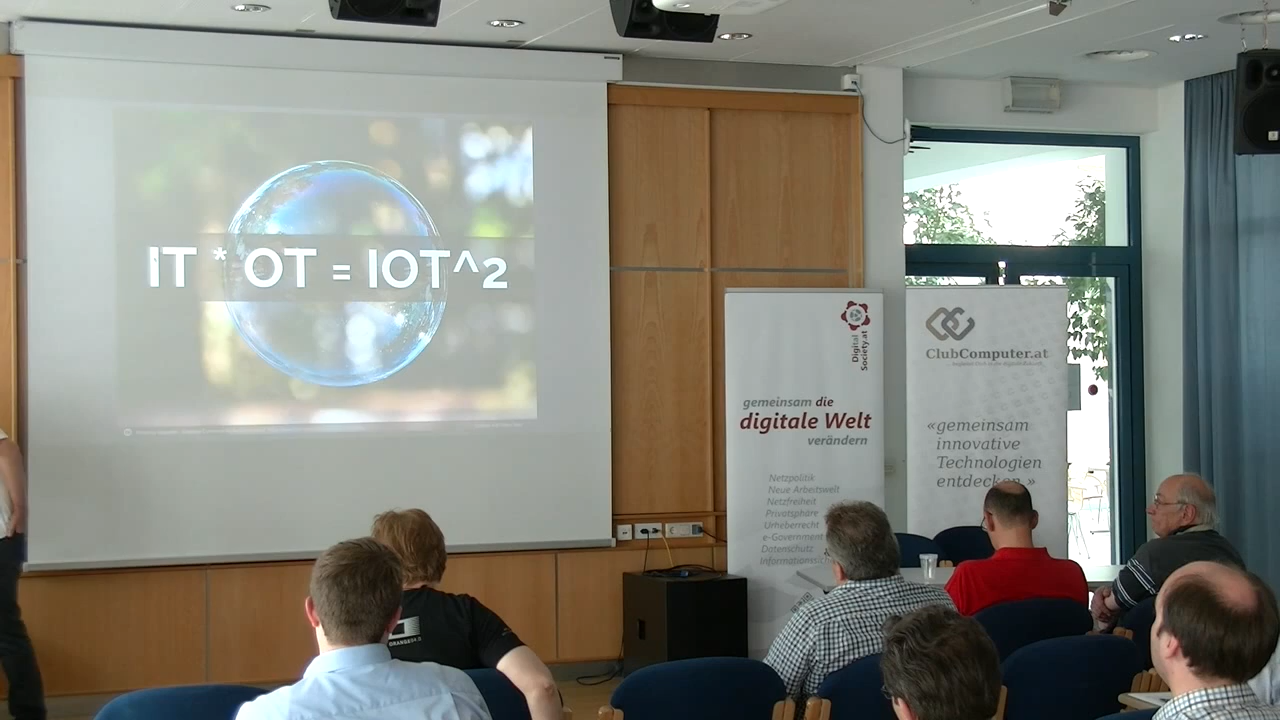 IT * OT = IOT^2
Digital
Society.at
gemeinsam die
digitale Welt
verändern
Netzpolitik
Neue Arbeitswelt
Netzfreiheit
Privatsphäre
Urheberrecht
e-Government
Datenschutz
ClubComputer.at
«gemeinsam
innovative
Technologien
entdecken.»